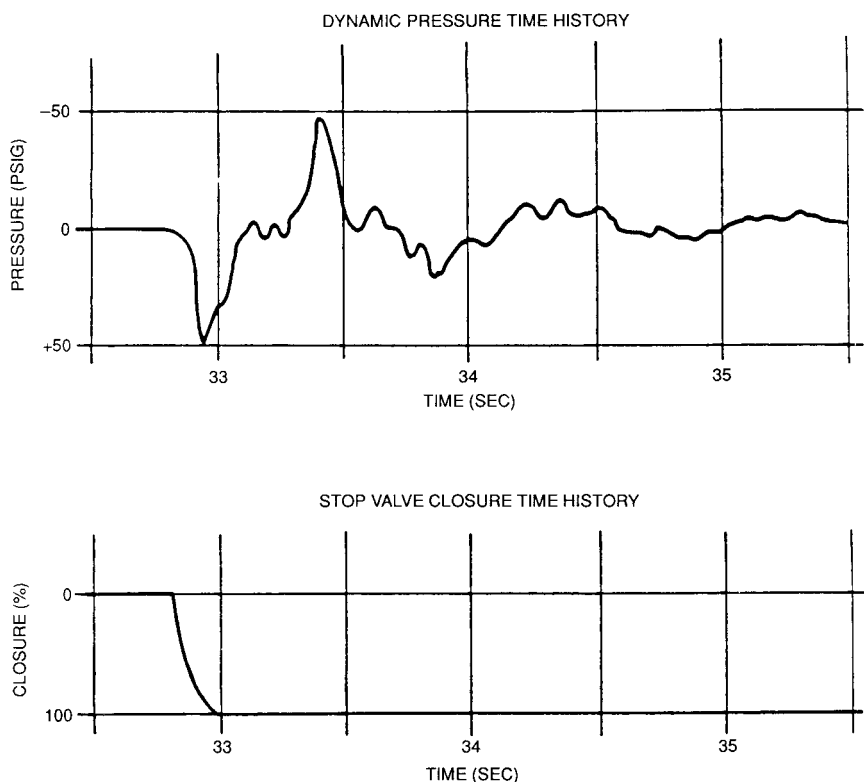 DYNAMIC PRESSURE TIME HISTORY
−50
0
+50
PRESSURE (PSIG)
33 34 35
TIME (SEC)
STOP VALVE CLOSURE TIME HISTORY
0
100
CLOSURE (%)
33 34 35
TIME (SEC)